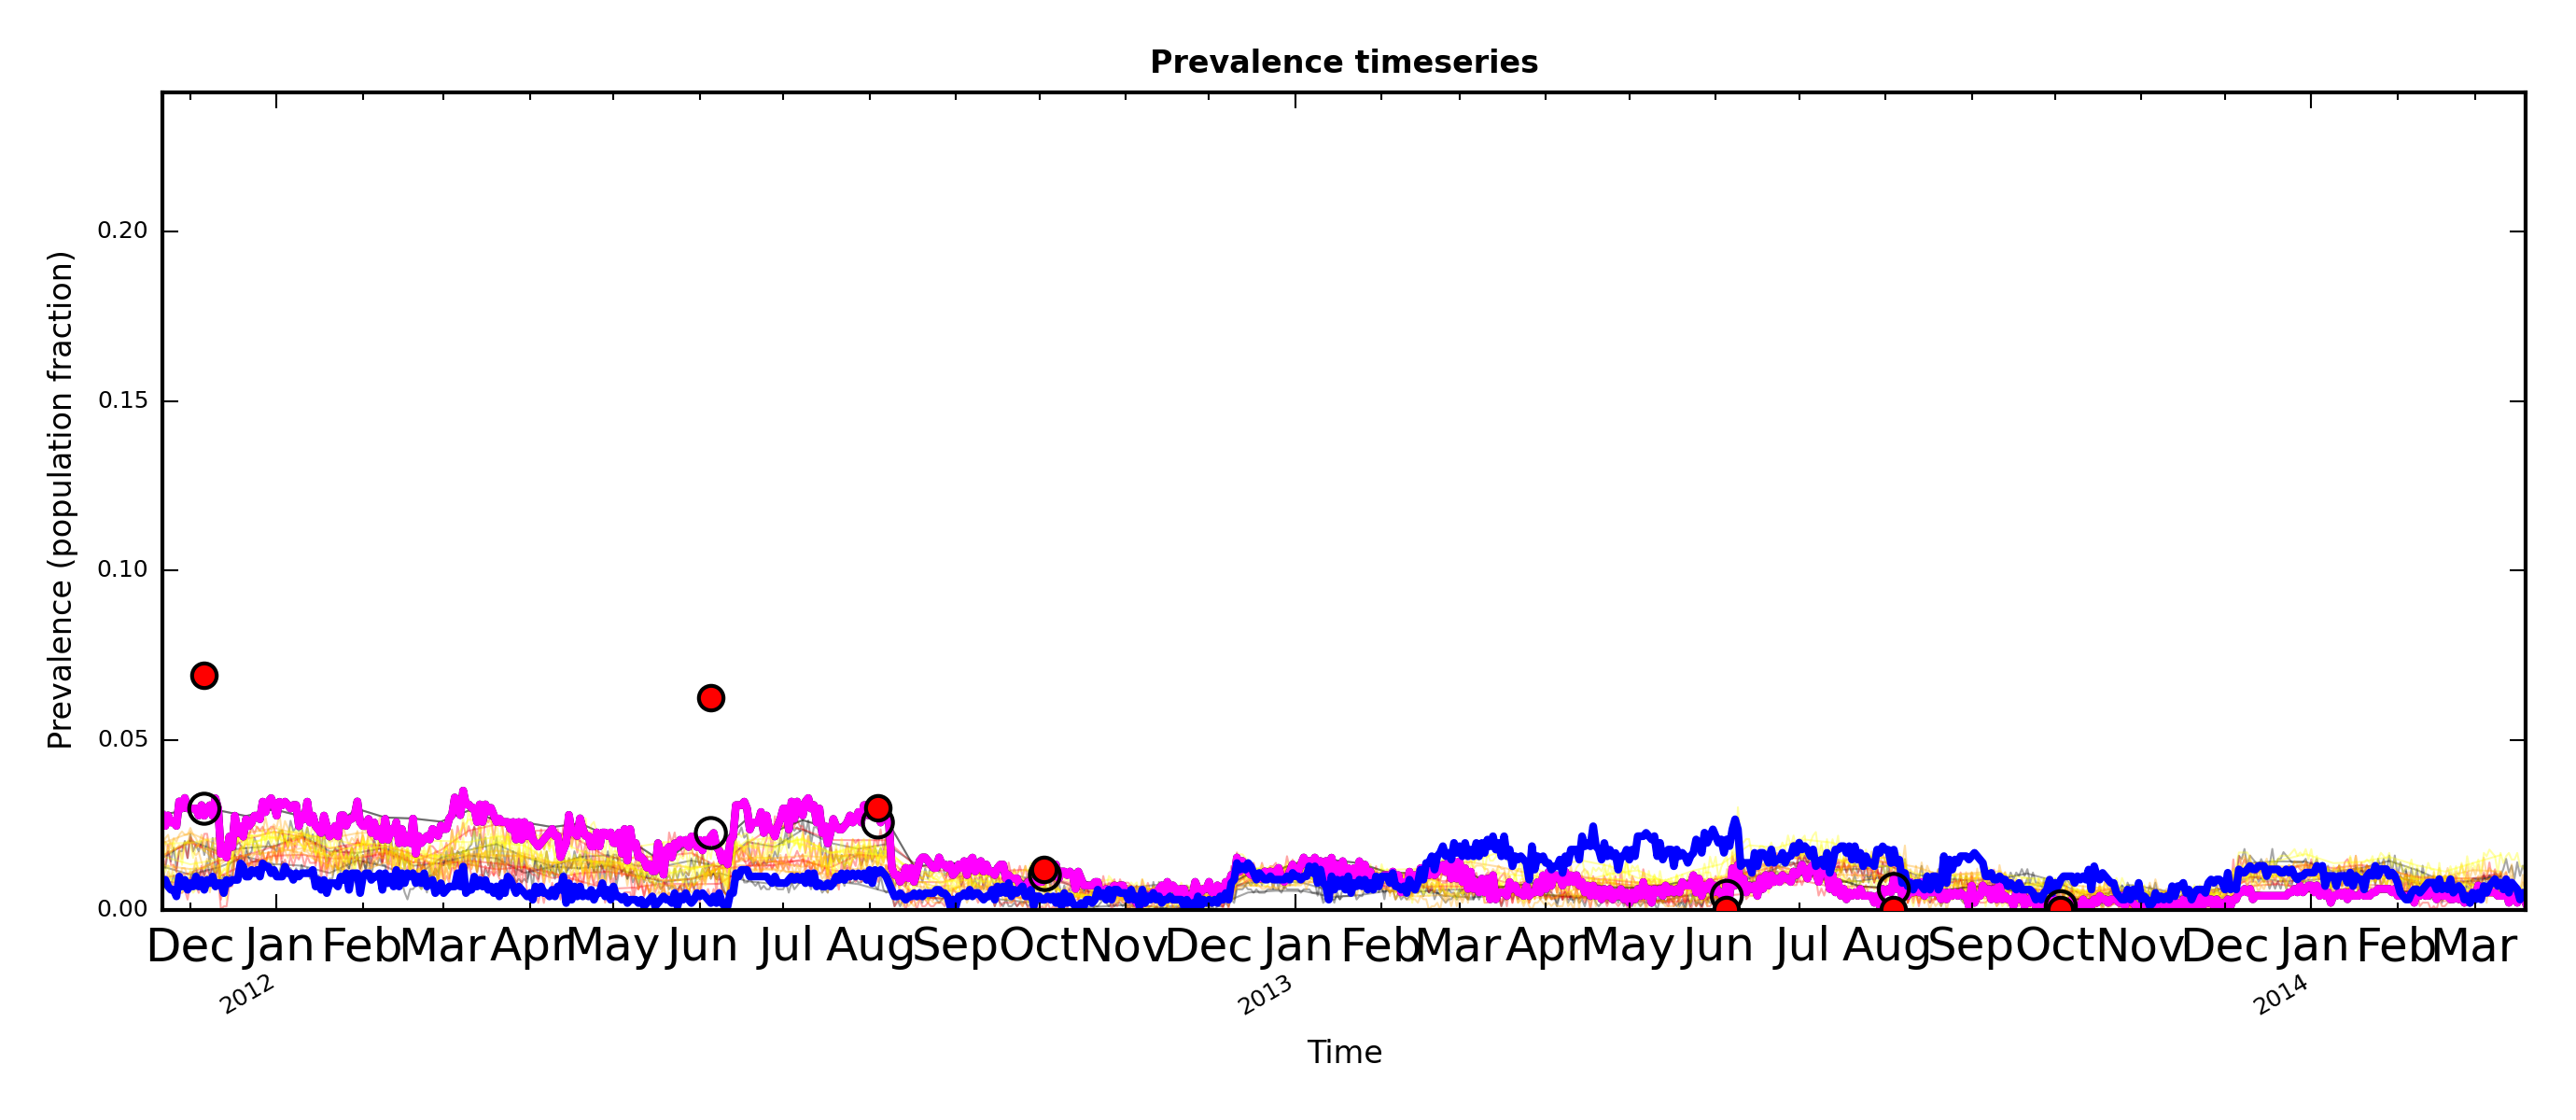 Prevalence timeseries
Prevalence (population fraction)
0.20
0.15
0.10
0.05
0.00
Dec Jan Feb Mar Apr May Jun Jul Aug Sep Oct Nov Dec Jan Feb Mar Apr May Jun Jul Aug Sep Oct Nov Dec Jan Feb Mar
2012 2013 2014
Time